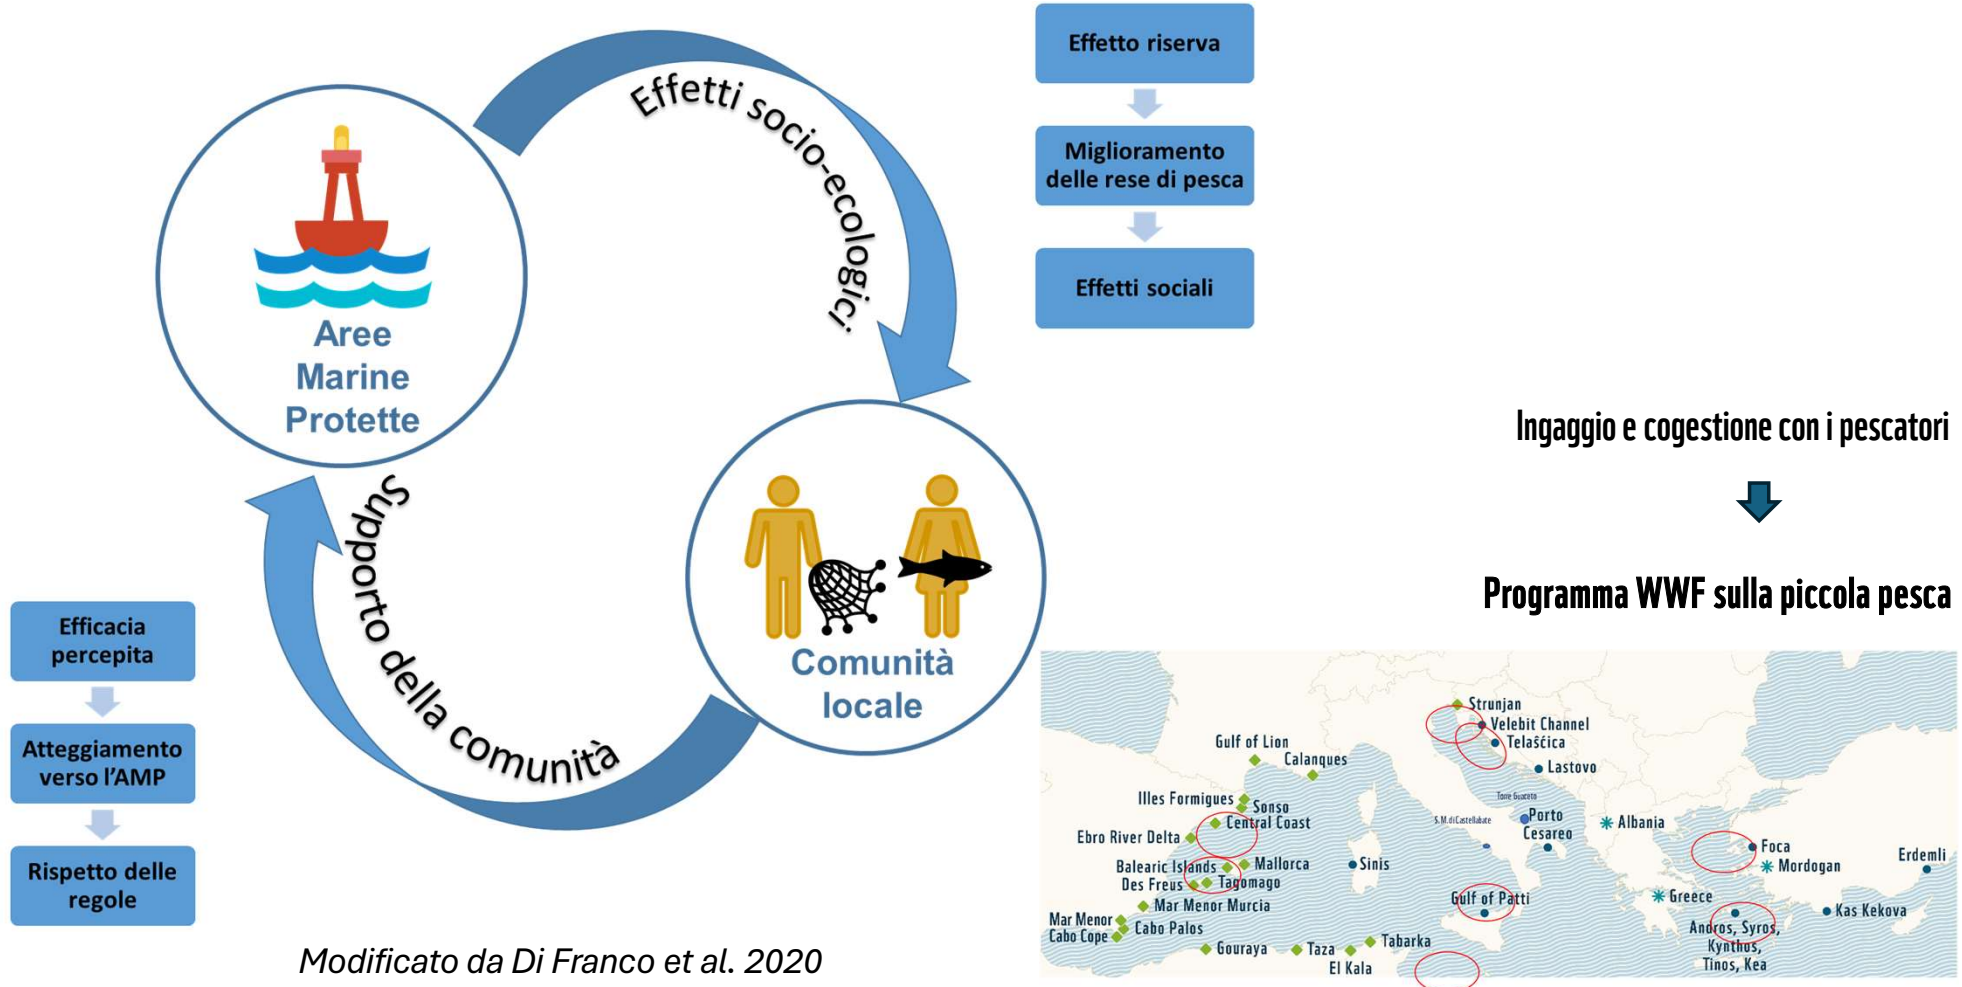 Effetti socio-ecologici
Aree
Marine
Protette
Supporto della comunità
Comunità
locale
Effetto riserva
Miglioramento
delle rese di pesca
Effetti sociali
Efficacia
percepita
Atteggiamento
verso l'AMP
Rispetto delle
regole
Modificato da Di Franco et al. 2020
Ingaggio e cogestione con i pescatori
Programma WWF sulla piccola pesca
Strunjan
Velebit Channel
Telaščica
Lastovo
Gulf of Lion
Calanques
Illes Formigues
Sonso
Central Coast
Ebro River Delta
Balearic Islands
Mallorca
Des Freus
Tagomago
Mar Menor Murcia
Mar Menor
Cabo Cope
Cabo Palos
Gouraya
Taza
El Kala
Tabarka
Sinis
Torre Guaceto
S.M. di Castellabate
Porto
Cesareo
Gulf of Patti
Albania
Greece
Foca
Mordogan
Erdemli
Kas Kekova
Andros, Syros,
Kynthos,
Tinos, Kea